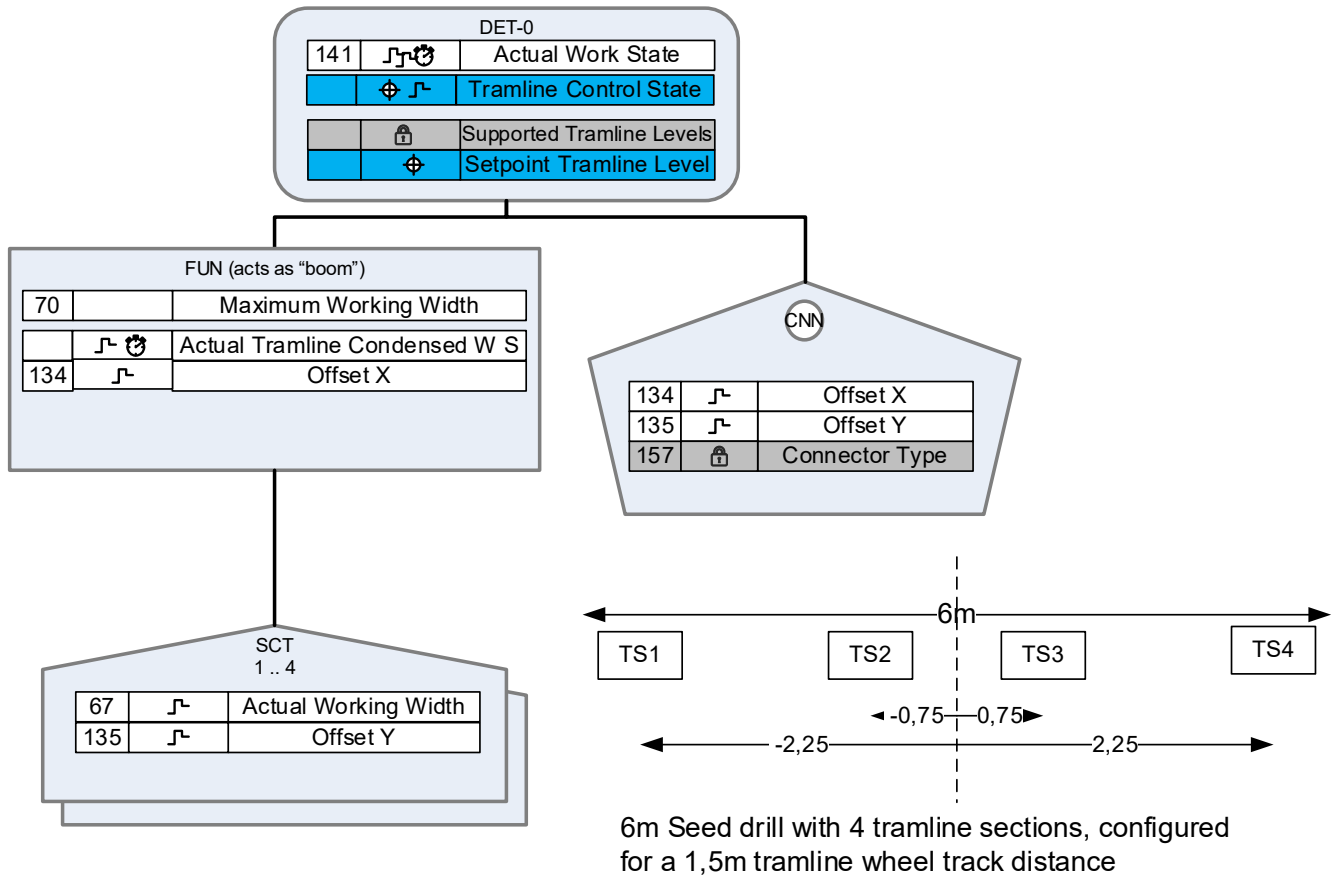 DET-0
141 Actual Work State
Tramline Control State
Supported Tramline Levels
Setpoint Tramline Level
FUN (acts as “boom”)
70 Maximum Working Width
Actual Tramline Condensed W S
134 Offset X
CNN
134 Offset X
135 Offset Y
157 Connector Type
SCT
1 .. 4
67 Actual Working Width
135 Offset Y
6m
TS1 TS2 TS3 TS4
-0,75 0,75
-2,25 2,25
6m Seed drill with 4 tramline sections, configured
for a 1,5m tramline wheel track distance